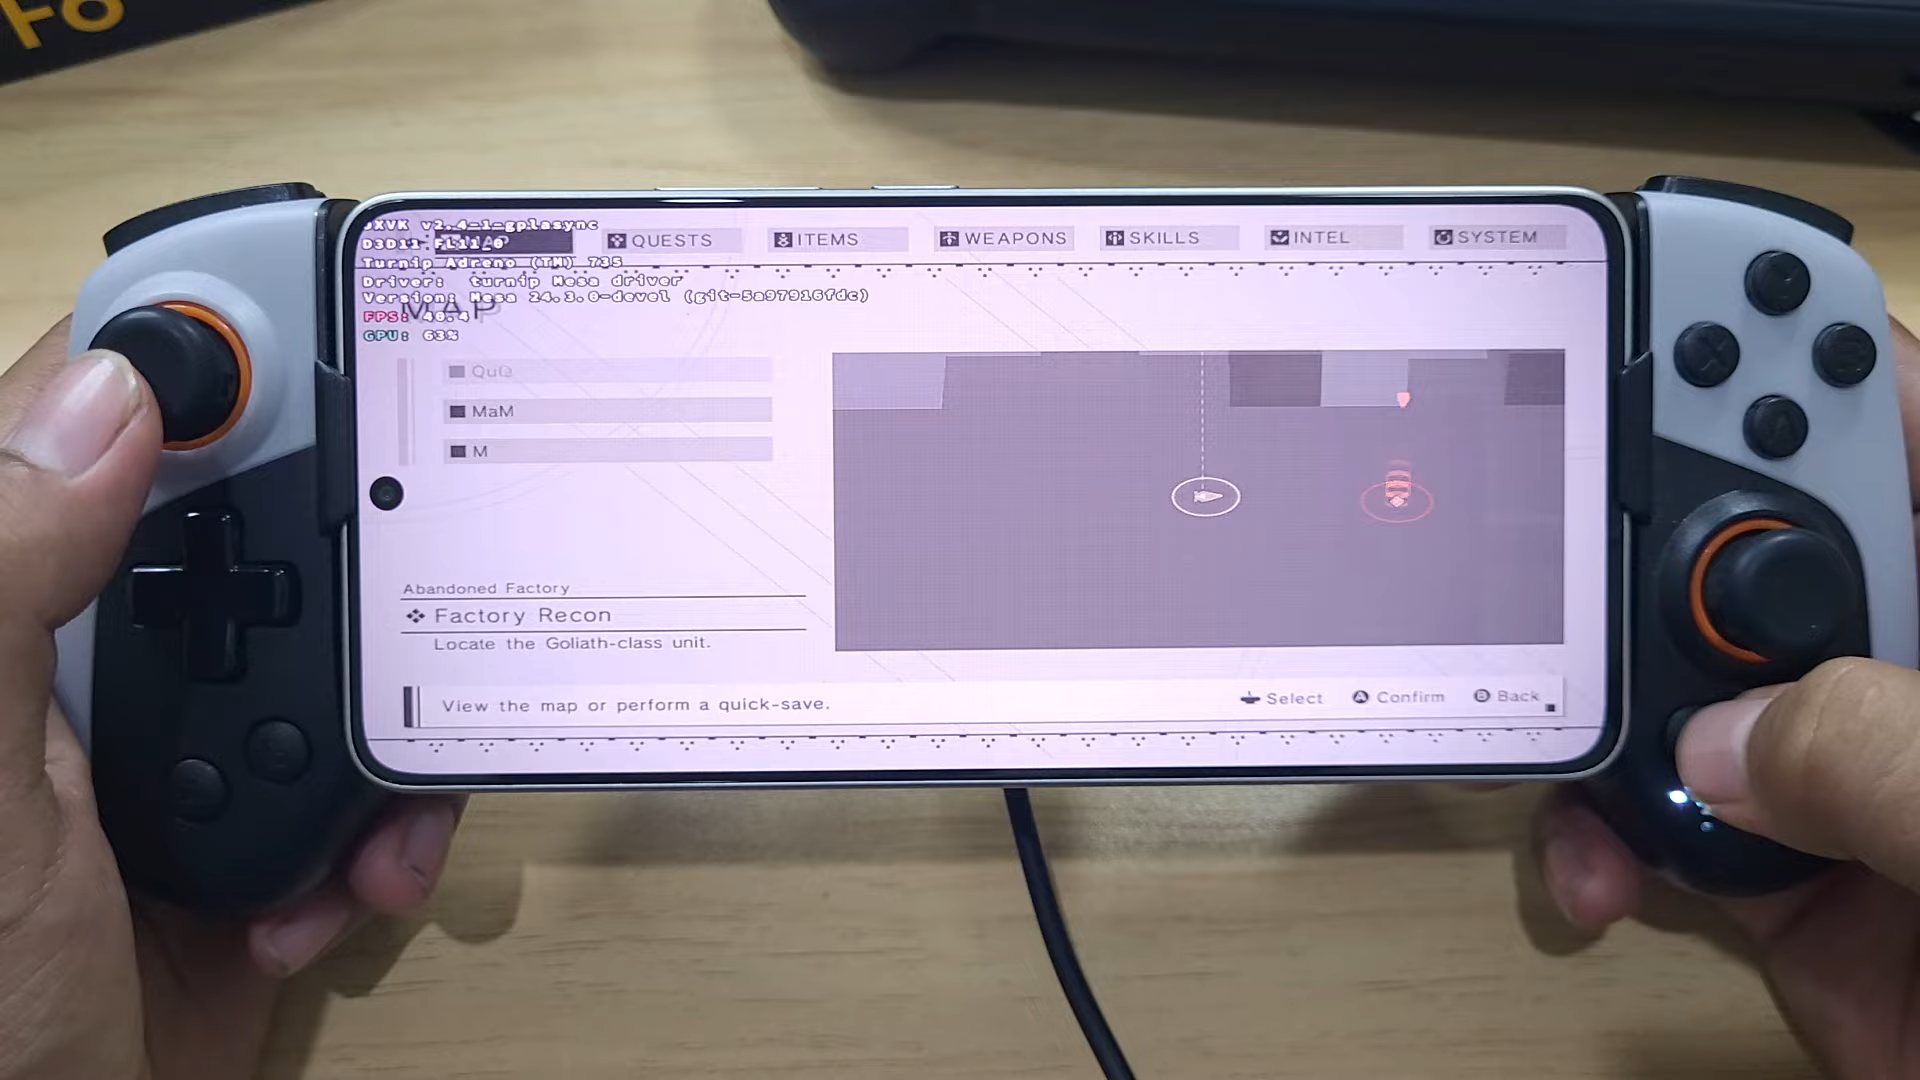 F6
DXVK v2.4-1-gplasync
D3D11 FL11_0
QUESTS
ITEMS
WEAPONS
SKILLS
INTEL
SYSTEM
Turnip Adreno (TM) 735
Driver: turnip Mesa driver
Version: Mesa 24.3.0-devel (git-5a97916fdc)
MAP
FPS: 40.4
GPU: 63%
MaM
M
Abandoned Factory
Factory Recon
Locate the Goliath-class unit.
View the map or perform a quick-save.
Select
A Confirm
B Back
X
A